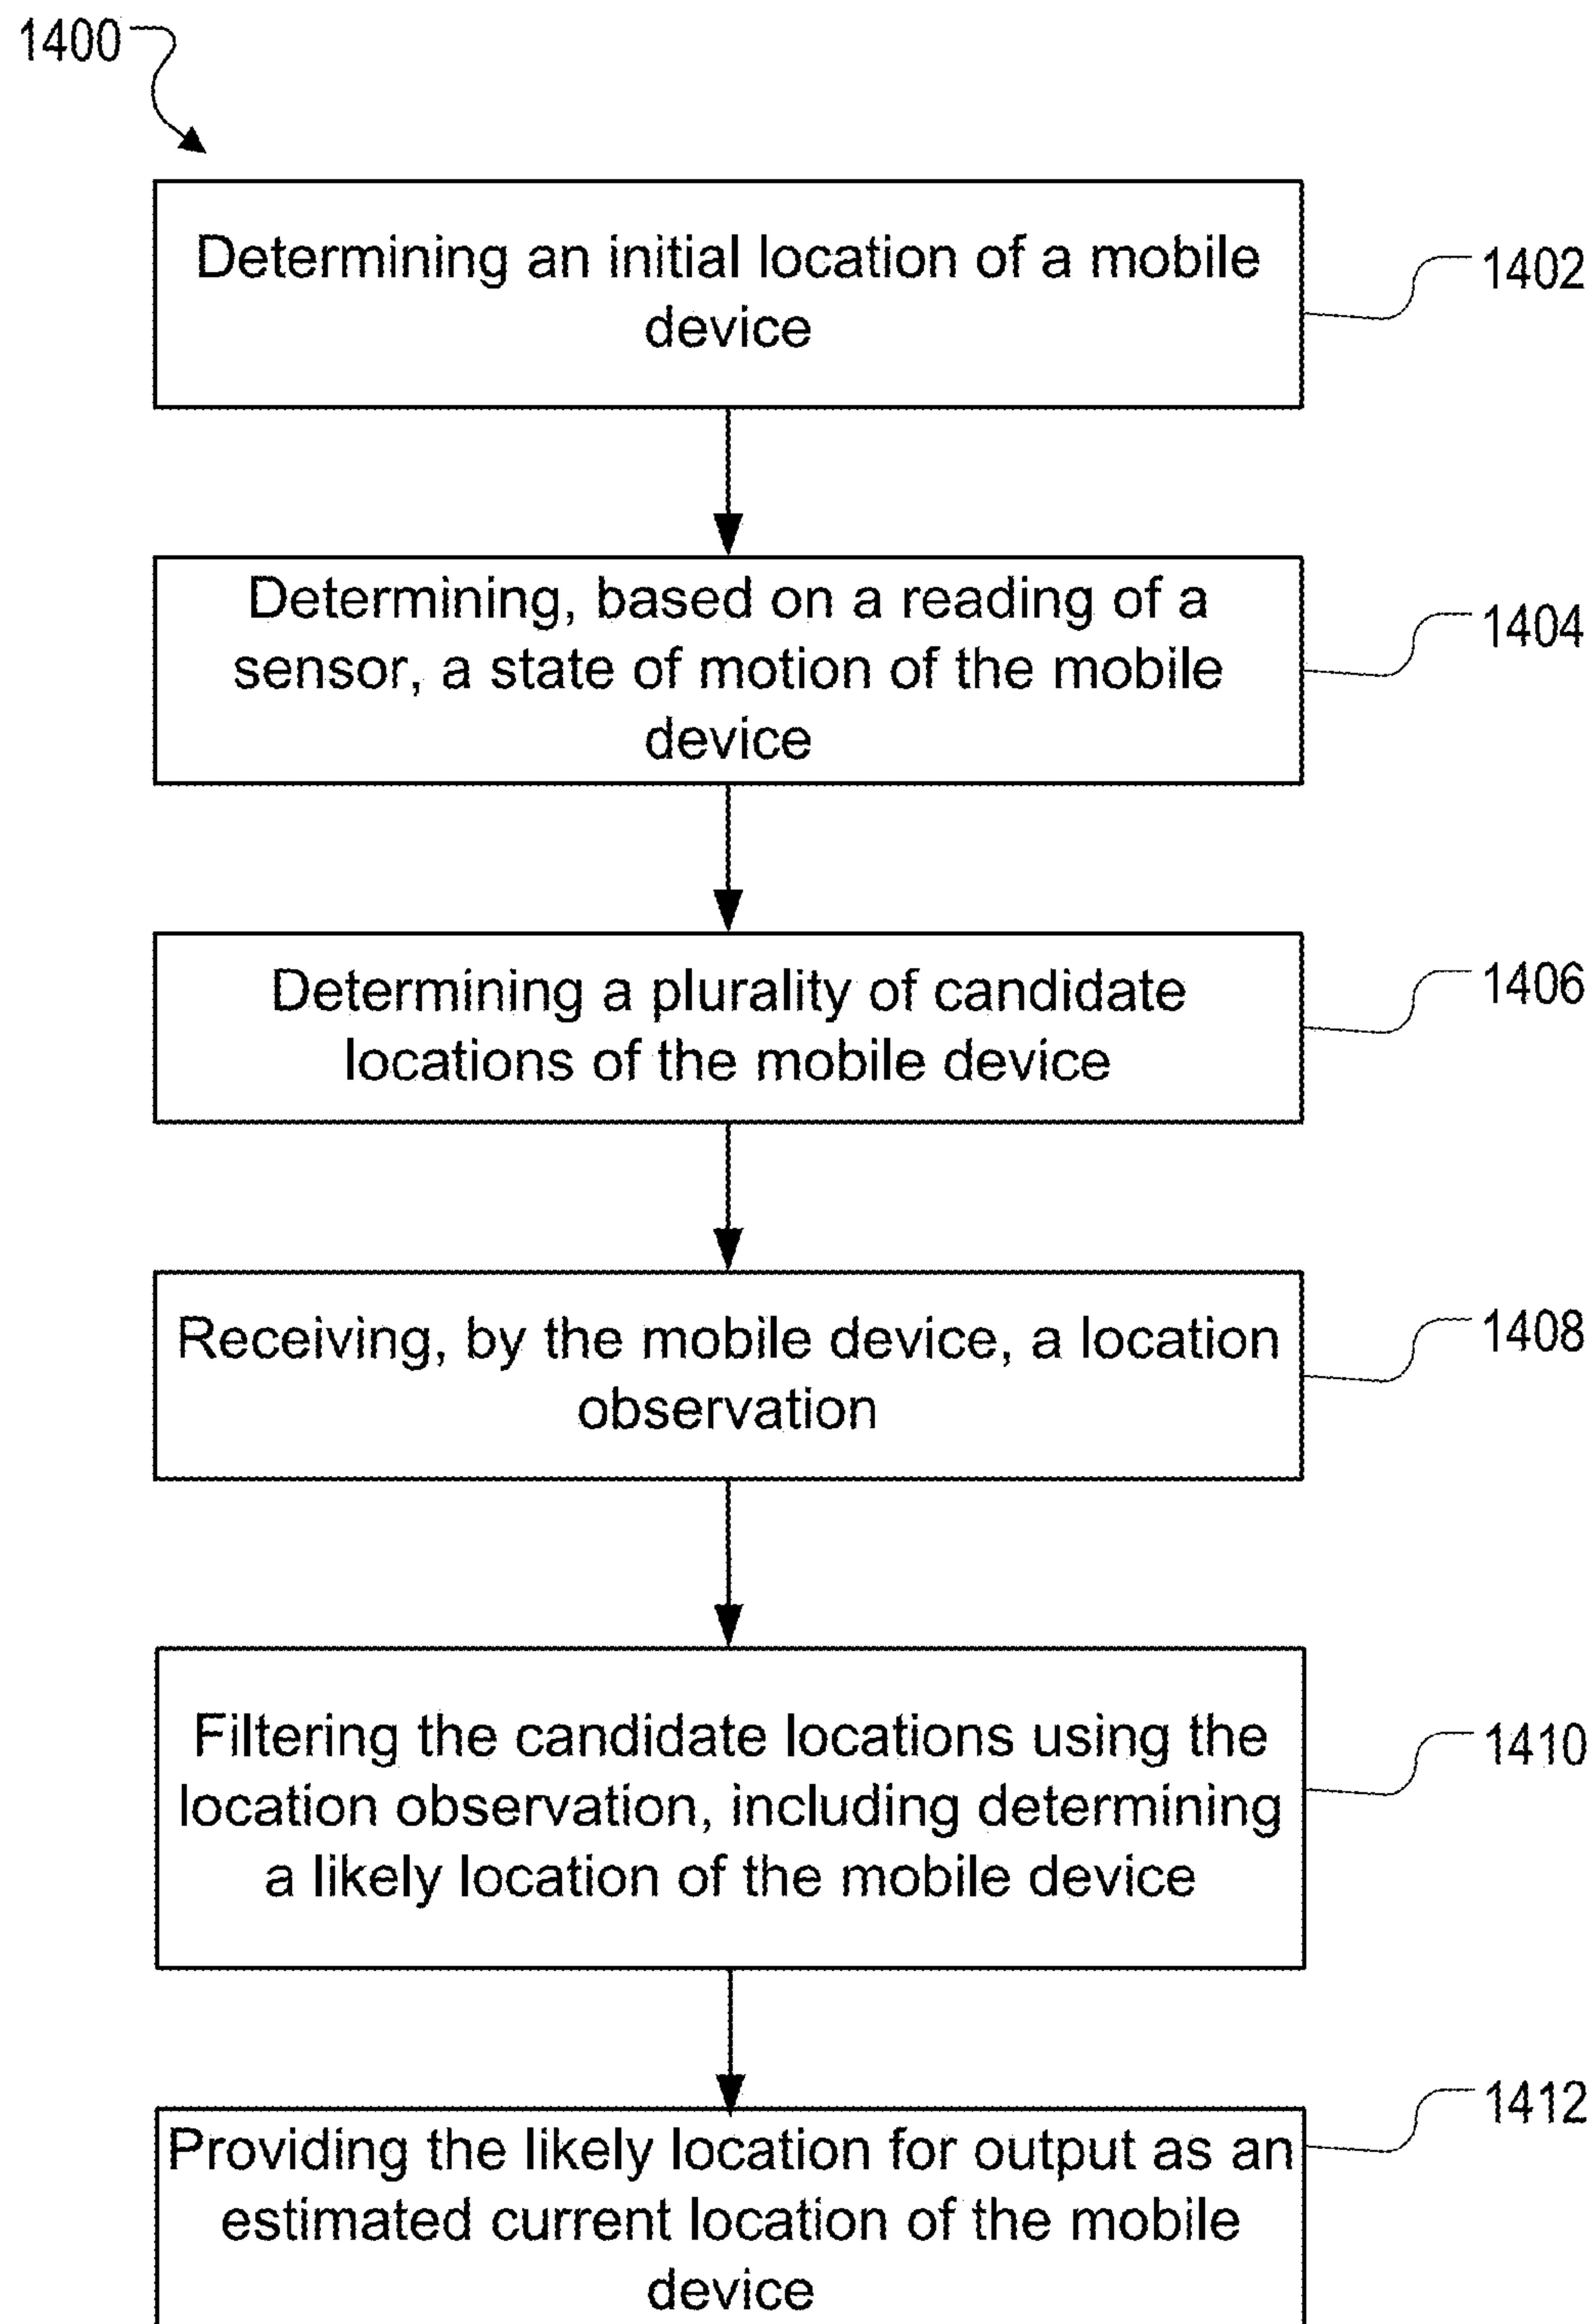 1400
Determining an initial location of a mobile
device
1402
Determining, based on a reading of a
sensor, a state of motion of the mobile
device
1404
Determining a plurality of candidate
locations of the mobile device
1406
Receiving, by the mobile device, a location
observation
1408
Filtering the candidate locations using the
location observation, including determining
a likely location of the mobile device
1410
Providing the likely location for output as an
estimated current location of the mobile
device
1412